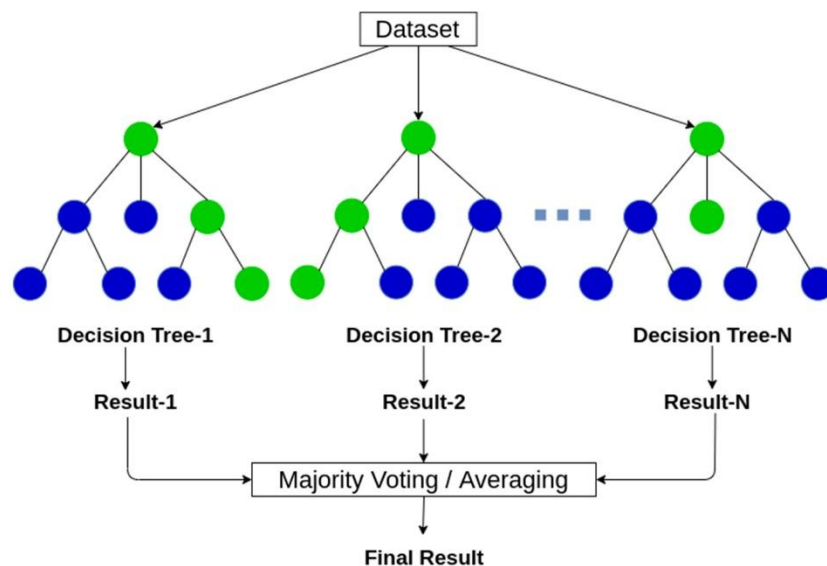 Dataset
Decision Tree-1
Decision Tree-2
Decision Tree-N
Result-1
Result-2
Result-N
Majority Voting / Averaging
Final Result